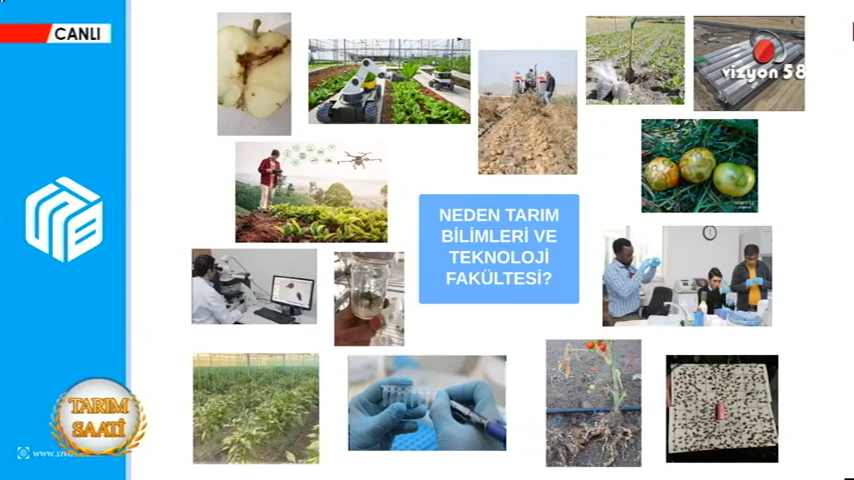 CANLI
vizyon 58
NEDEN TARIM
BİLİMLERİ VE
TEKNOLOJİ
FAKÜLTESİ?
TARIM
SAATİ